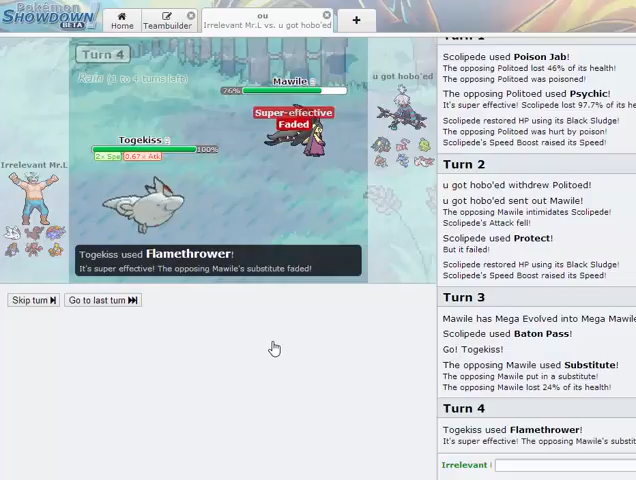 Pokémon
SHOWDOWN
BETA
Home
Teambuilder
ou
Irrelevant Mr.L vs. u got hobo'ed
+
Turn 4
Rain (1 to 4 turns left)
Mawile
76%
Super-effective
Faded
u got hobo'ed
Togekiss
100%
2× Spe
0.67× Atk
Irrelevant Mr.L
Togekiss used Flamethrower!
It's super effective! The opposing Mawile's substitute faded!
Skip turn
Go to last turn
Turn 1
Scolipede used Poison Jab!
The opposing Politoed lost 46% of its health!
The opposing Politoed was poisoned!
The opposing Politoed used Psychic!
It's super effective! Scolipede lost 97.7% of its h
Scolipede restored HP using its Black Sludge!
The opposing Politoed was hurt by poison!
Scolipede's Speed Boost raised its Speed!
Turn 2
u got hobo'ed withdrew Politoed!
u got hobo'ed sent out Mawile!
The opposing Mawile intimidates Scolipede!
Scolipede's Attack fell!
Scolipede used Protect!
But it failed!
Scolipede restored HP using its Black Sludge!
Scolipede's Speed Boost raised its Speed!
Turn 3
Mawile has Mega Evolved into Mega Mawile
Scolipede used Baton Pass!
Go! Togekiss!
The opposing Mawile used Substitute!
The opposing Mawile put in a substitute!
The opposing Mawile lost 24% of its health!
Turn 4
Togekiss used Flamethrower!
It's super effective! The opposing Mawile's substit
Irrelevant